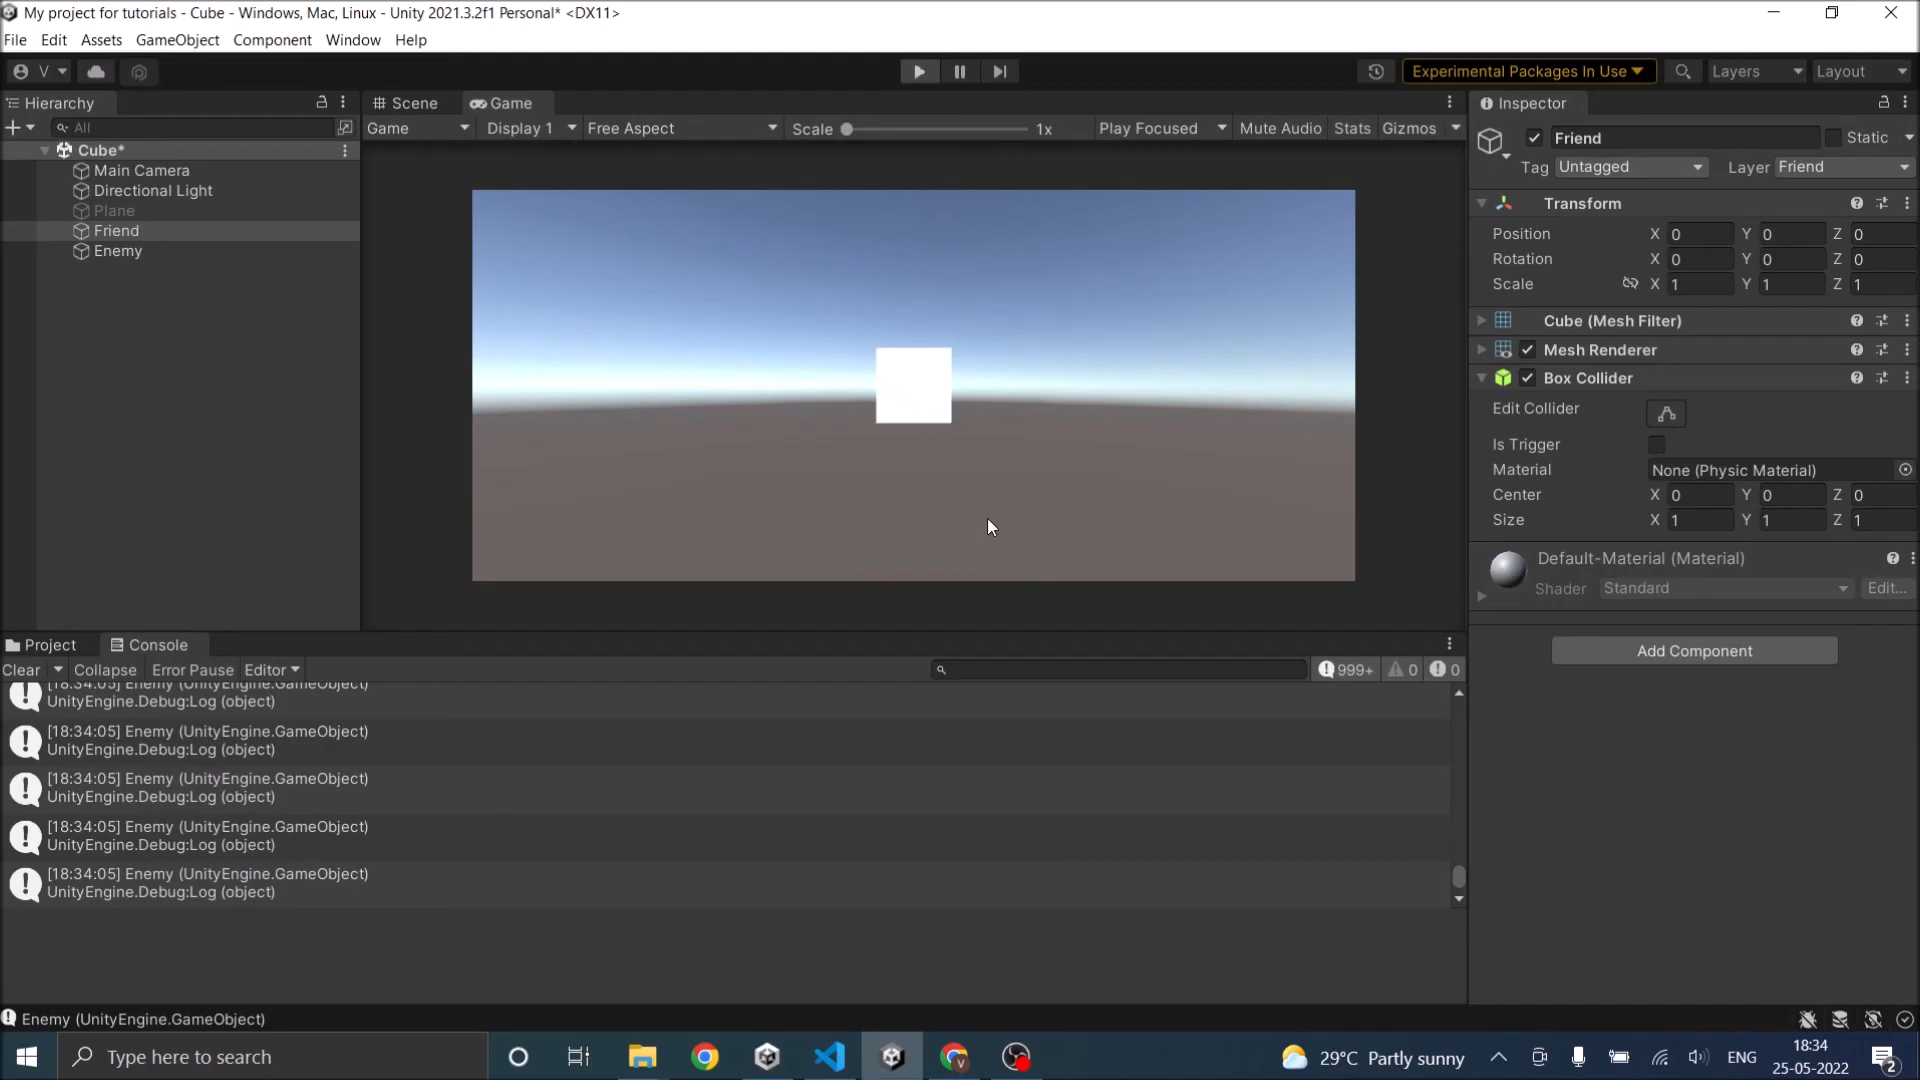 My project for tutorials - Cube - Windows, Mac, Linux - Unity 2021.3.2f1 Personal* <DX11>
File Edit Assets GameObject Component Window Help
V Experimental Packages In Use Layers Layout
Hierarchy
All
Cube*
Main Camera
Directional Light
Plane
Friend
Enemy
Scene Game
Game Display 1 Free Aspect Scale 1x Play Focused Mute Audio Stats Gizmos
Inspector
Friend Static
Tag Untagged Layer Friend
Transform
Position X 0 Y 0 Z 0
Rotation X 0 Y 0 Z 0
Scale X 1 Y 1 Z 1
Cube (Mesh Filter)
Mesh Renderer
Box Collider
Edit Collider
Is Trigger
Material None (Physic Material)
Center X 0 Y 0 Z 0
Size X 1 Y 1 Z 1
Default-Material (Material)
Shader Standard Edit...
Add Component
Project Console
Clear Collapse Error Pause Editor 999+ 0 0
[18:34:05] Enemy (UnityEngine.GameObject)
UnityEngine.Debug:Log (object)
[18:34:05] Enemy (UnityEngine.GameObject)
UnityEngine.Debug:Log (object)
[18:34:05] Enemy (UnityEngine.GameObject)
UnityEngine.Debug:Log (object)
[18:34:05] Enemy (UnityEngine.GameObject)
UnityEngine.Debug:Log (object)
[18:34:05] Enemy (UnityEngine.GameObject)
UnityEngine.Debug:Log (object)
Enemy (UnityEngine.GameObject)
Type here to search
29°C Partly sunny
ENG
18:34
25-05-2022
2